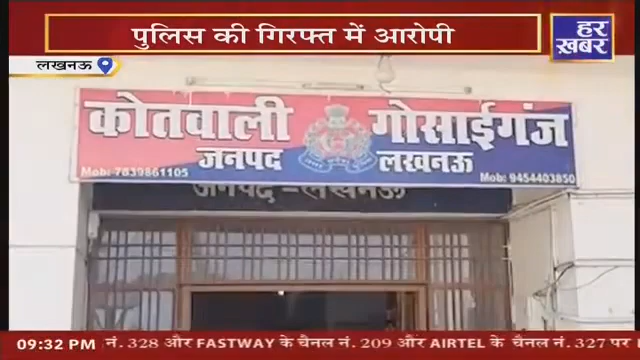 पुलिस की गिरफ्त में आरोपी
हर
ख़बर
लखनऊ
कोतवाली गोसाईगंज
जनपद लखनऊ
Mob: 7839861105 Mob: 9454403850
जनपद - लखनऊ
09:32 PM नं. 328 और FASTWAY के चैनल नं. 209 और AIRTEL के चैनल नं. 327 पर